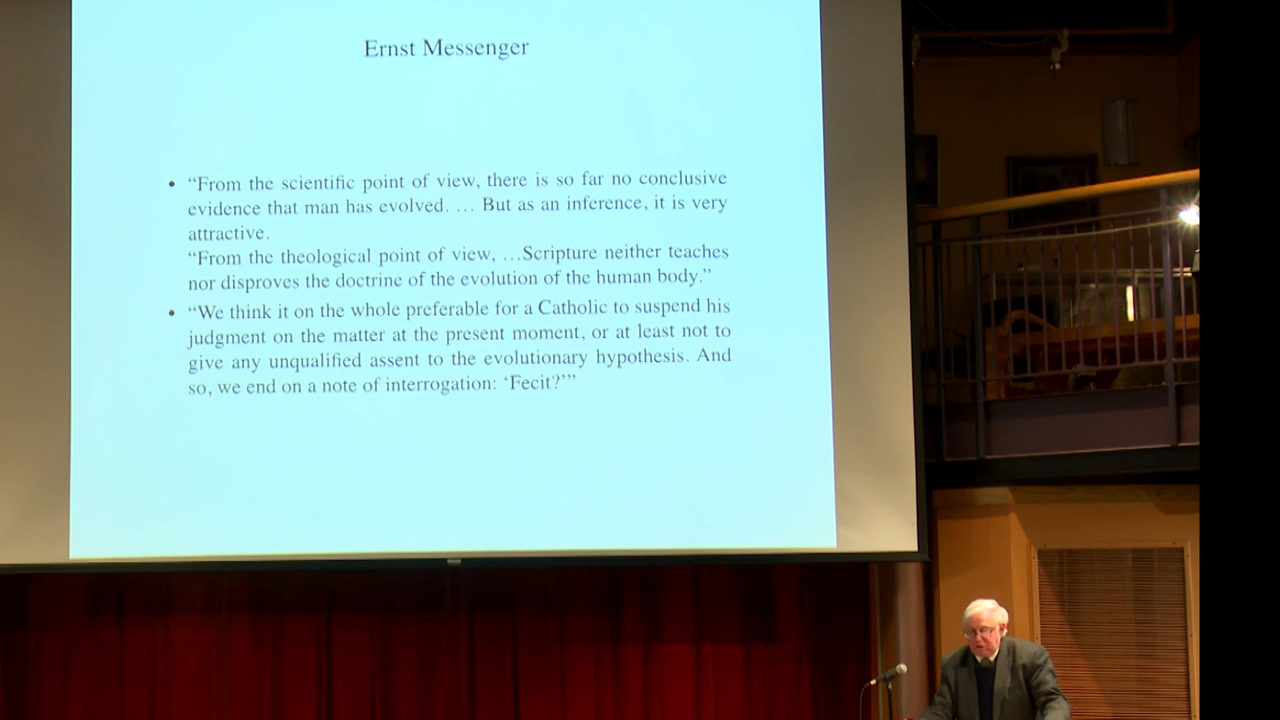 Ernst Messenger
• “From the scientific point of view, there is so far no conclusive
evidence that man has evolved. … But as an inference, it is very
attractive.
“From the theological point of view, …Scripture neither teaches
nor disproves the doctrine of the evolution of the human body.”
• “We think it on the whole preferable for a Catholic to suspend his
judgment on the matter at the present moment, or at least not to
give any unqualified assent to the evolutionary hypothesis. And
so, we end on a note of interrogation: ‘Fecit?’”